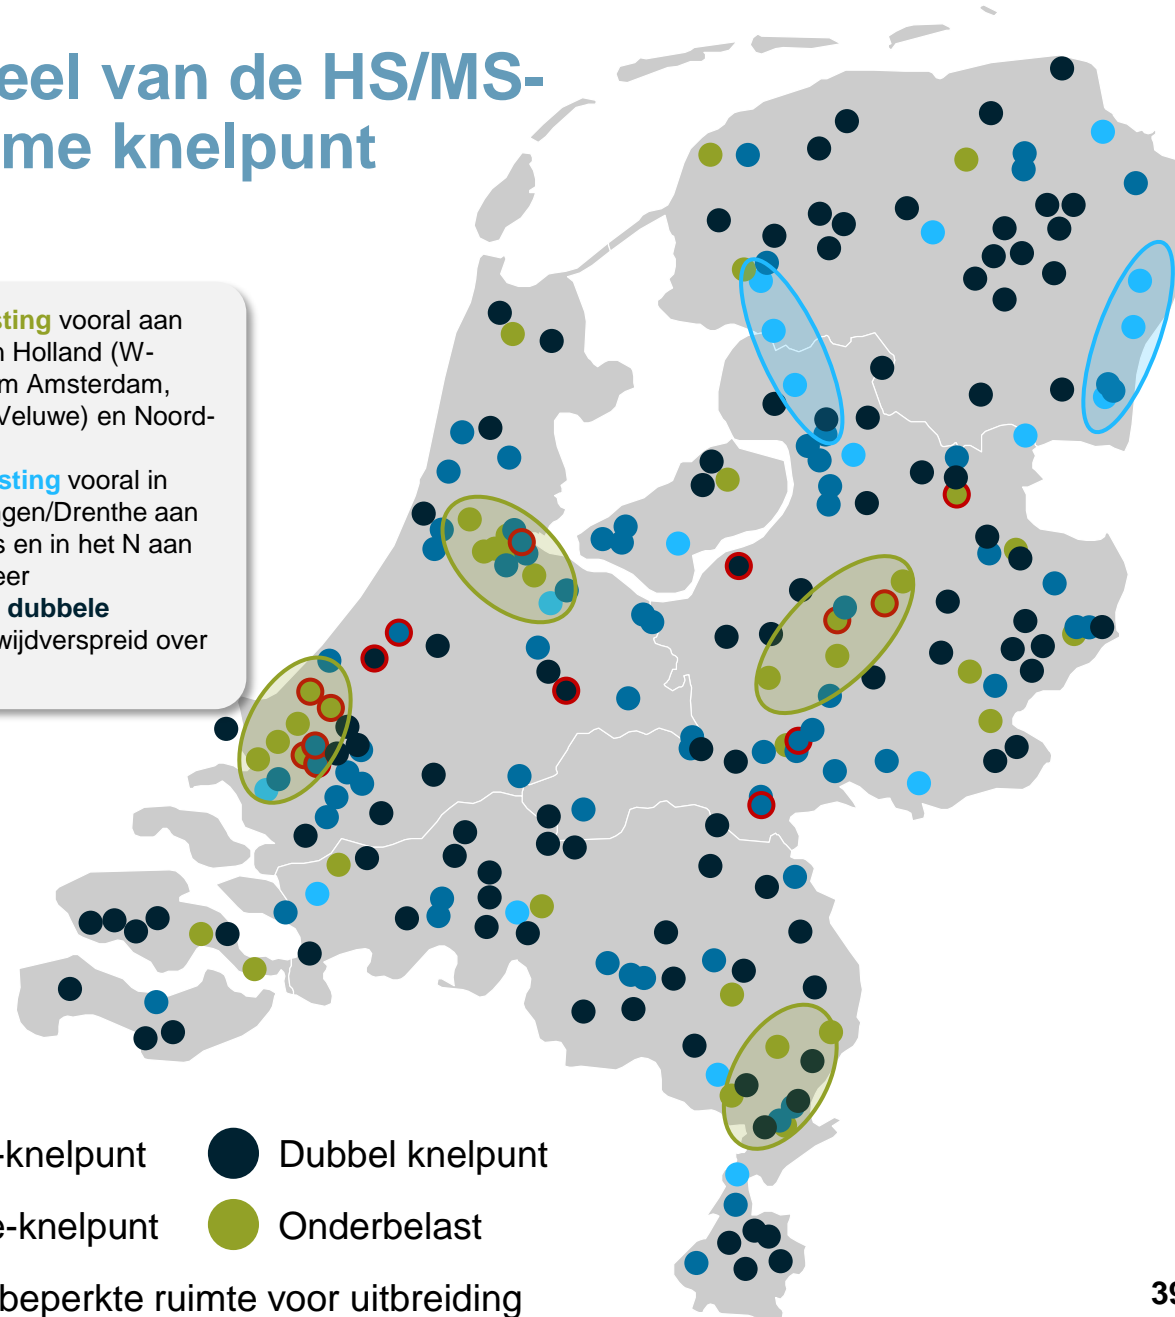 eel van de HS/MS-
me knelpunt
sting vooral aan
n Holland (W-
m Amsterdam,
Veluwe) en Noord-
sting vooral in
ngen/Drenthe aan
s en in het N aan
eer
dubbele
wijdverspreid over
-knelpunt
Dubbel knelpunt
e-knelpunt
Onderbelast
beperkte ruimte voor uitbreiding
39